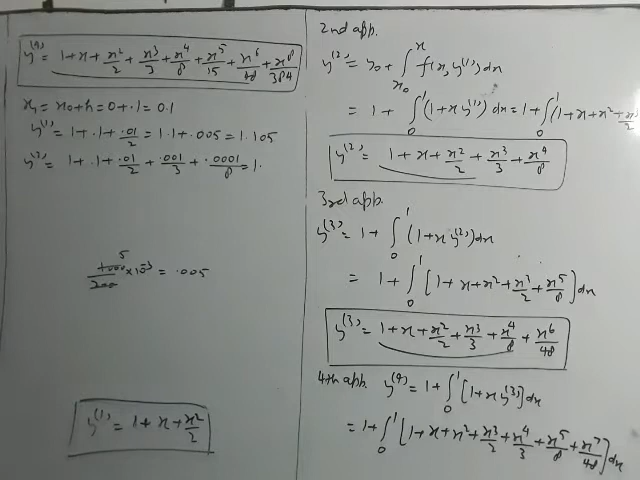 y⁽⁴⁾ = 1+x+x²/2+x³/3+x⁴/8+x⁵/15+x⁶/48+x⁸/384
x₁ = x₀+h = 0+.1 = 0.1
y⁽¹⁾ = 1+.1+.01/2 = 1.1+.005 = 1.105
y⁽²⁾ = 1+.1+.01/2+.001/3+.0001/8 = 1.
5
1000/200 ×10⁻³ = .005
y⁽¹⁾ = 1+x+x²/2
2nd app.
y⁽²⁾ = y₀+∫x₀ˣ f(x,y⁽¹⁾)dx
= 1+∫₀¹(1+xy⁽¹⁾)dx = 1+∫₀¹(1+x+x²+x³/2
y⁽²⁾ = 1+x+x²/2+x³/3+x⁴/8
3rd app.
y⁽³⁾ = 1+∫₀¹(1+xy⁽²⁾)dx
= 1+∫₀¹[1+x+x²+x³/2+x⁵/8]dx
y⁽³⁾ = 1+x+x²/2+x³/3+x⁴/8+x⁶/48
4th app. y⁽⁴⁾ = 1+∫₀¹[1+xy⁽³⁾]dx
= 1+∫₀¹[1+x+x²+x³/2+x⁴/3+x⁵/8+x⁷/48]dx